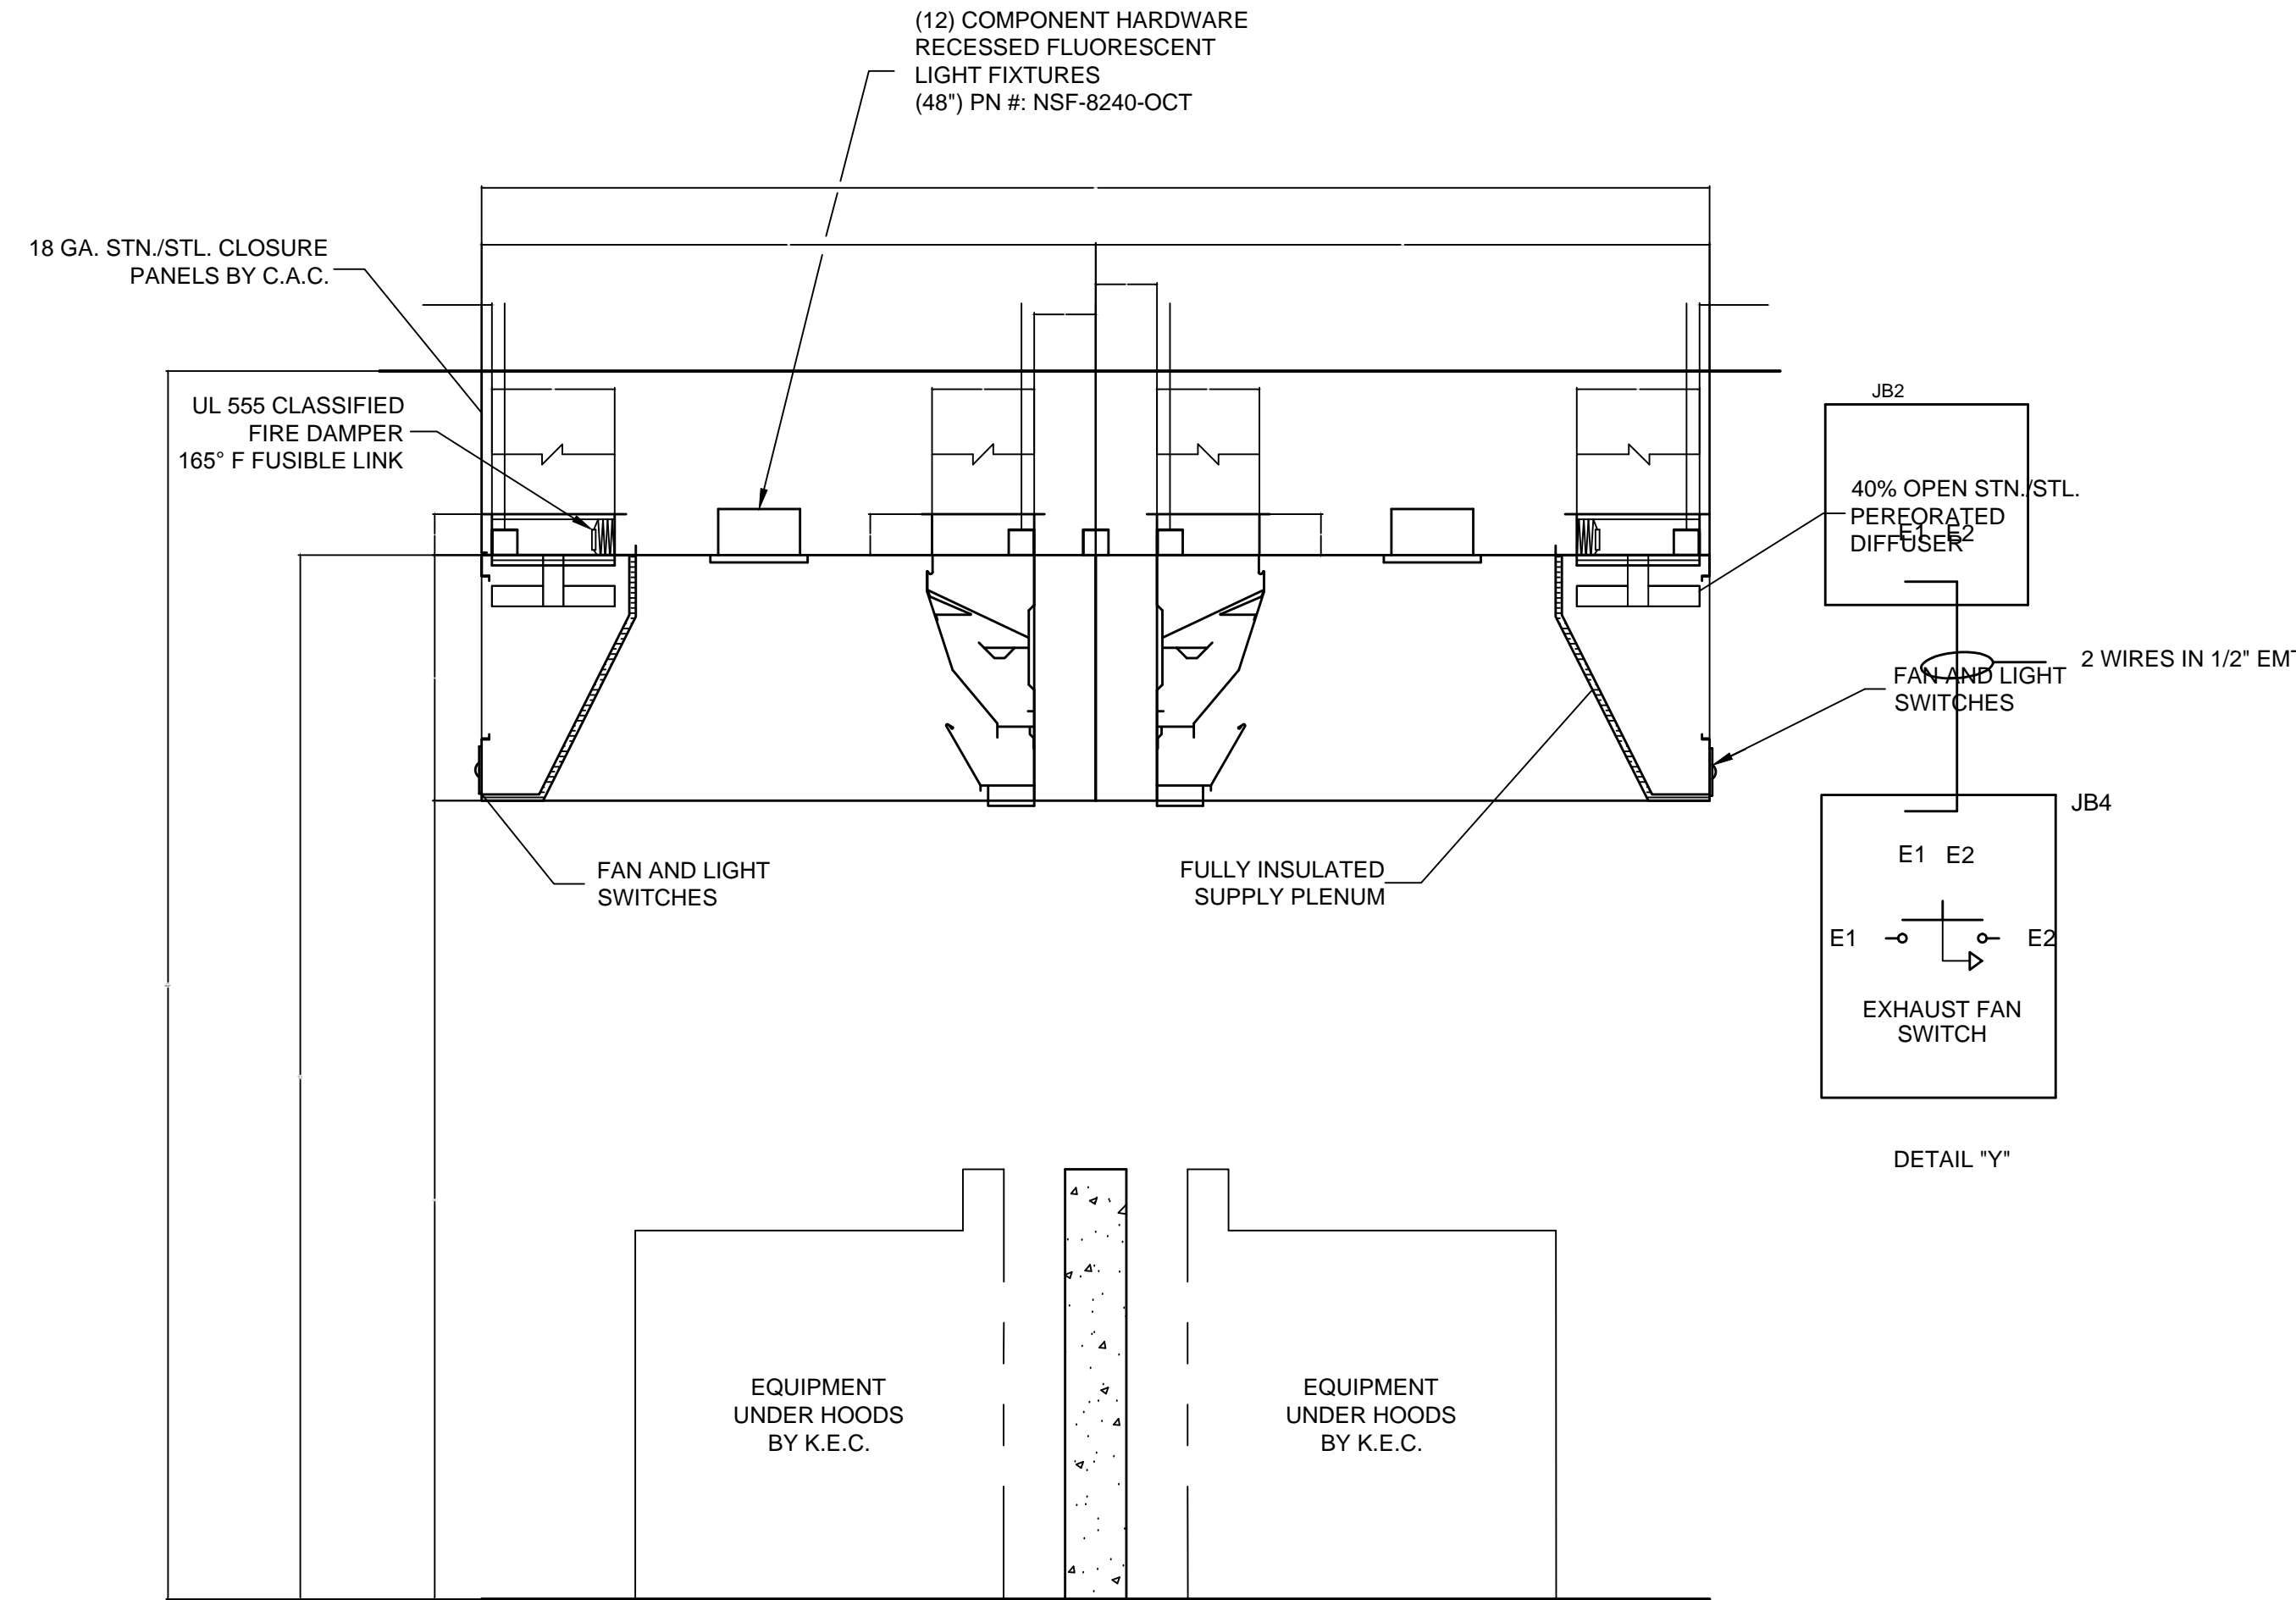 (12) COMPONENT HARDWARE
RECESSED FLUORESCENT
LIGHT FIXTURES
(48") PN #: NSF-8240-OCT
18 GA. STN./STL. CLOSURE
PANELS BY C.A.C.
UL 555 CLASSIFIED
FIRE DAMPER
165° F FUSIBLE LINK
JB2
40% OPEN STN./STL.
PERFORATED
DIFFUSER
E1 E2
2 WIRES IN 1/2" EMT
FAN AND LIGHT
SWITCHES
JB4
FAN AND LIGHT
SWITCHES
FULLY INSULATED
SUPPLY PLENUM
E1 E2
E1 E2
EXHAUST FAN
SWITCH
DETAIL "Y"
EQUIPMENT
UNDER HOODS
BY K.E.C.
EQUIPMENT
UNDER HOODS
BY K.E.C.